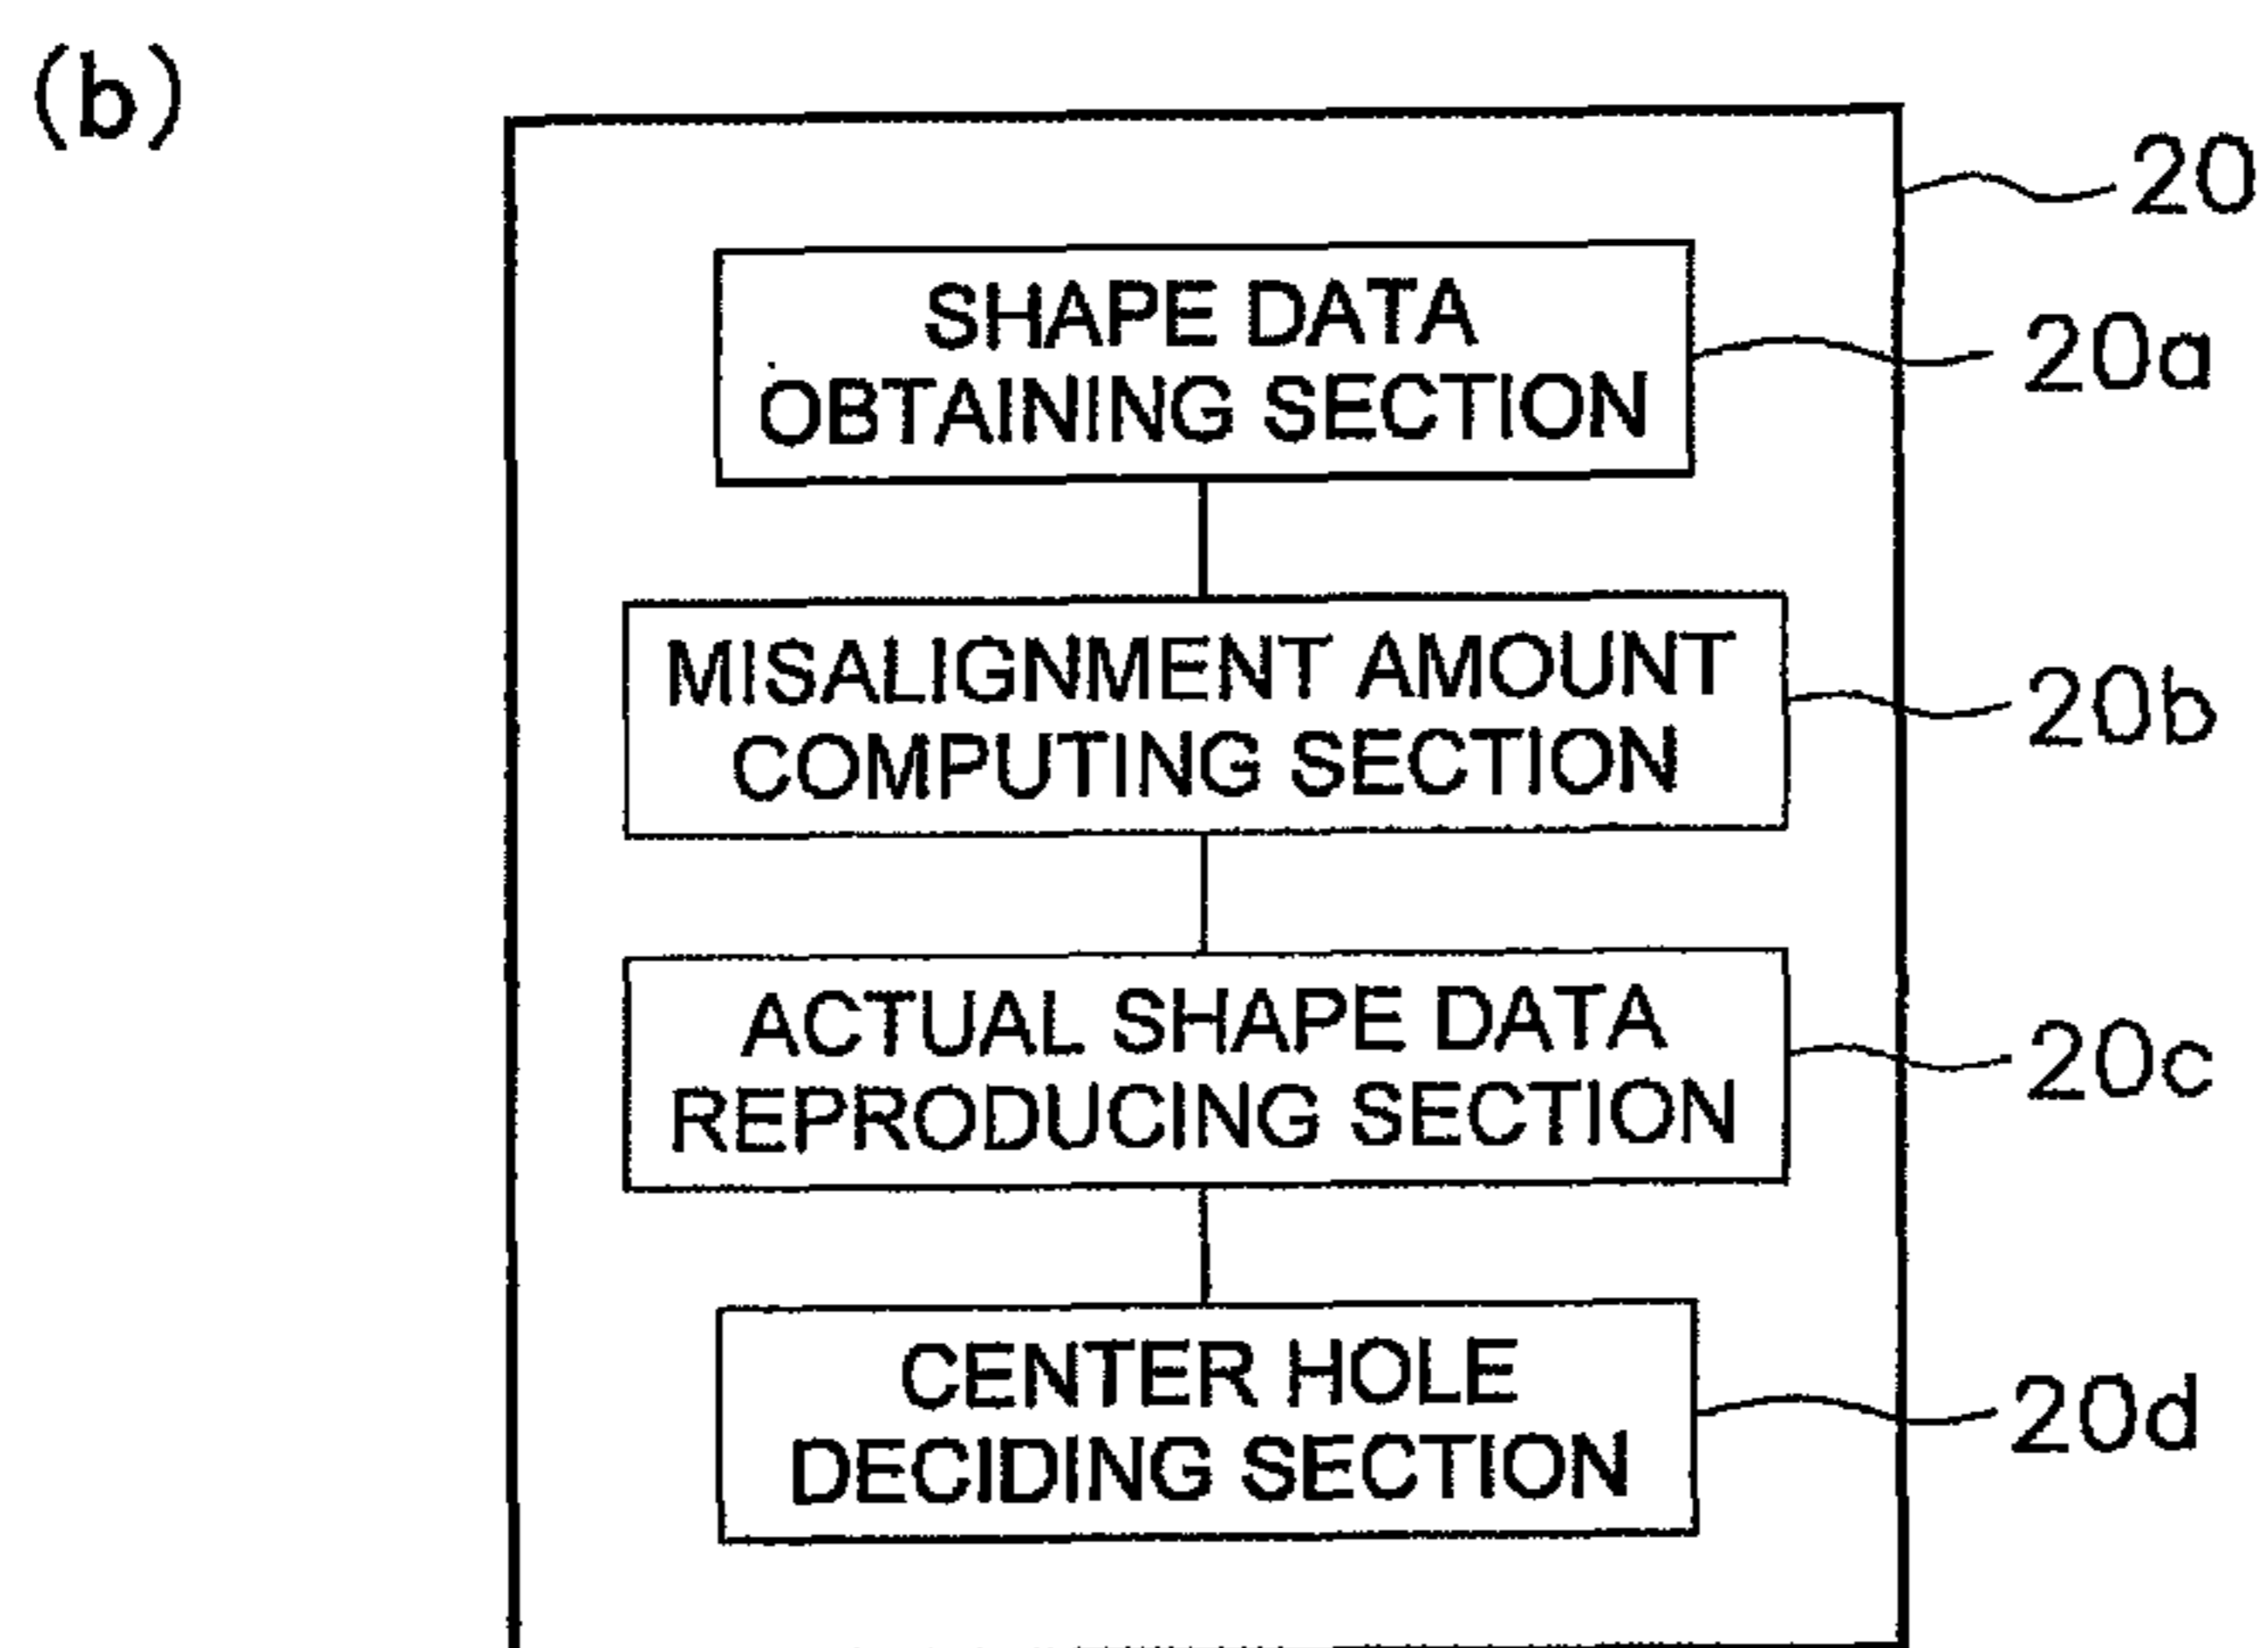 (b)
20
SHAPE DATA
OBTAINING SECTION
20a
MISALIGNMENT AMOUNT
COMPUTING SECTION
20b
ACTUAL SHAPE DATA
REPRODUCING SECTION
20c
CENTER HOLE
DECIDING SECTION
20d